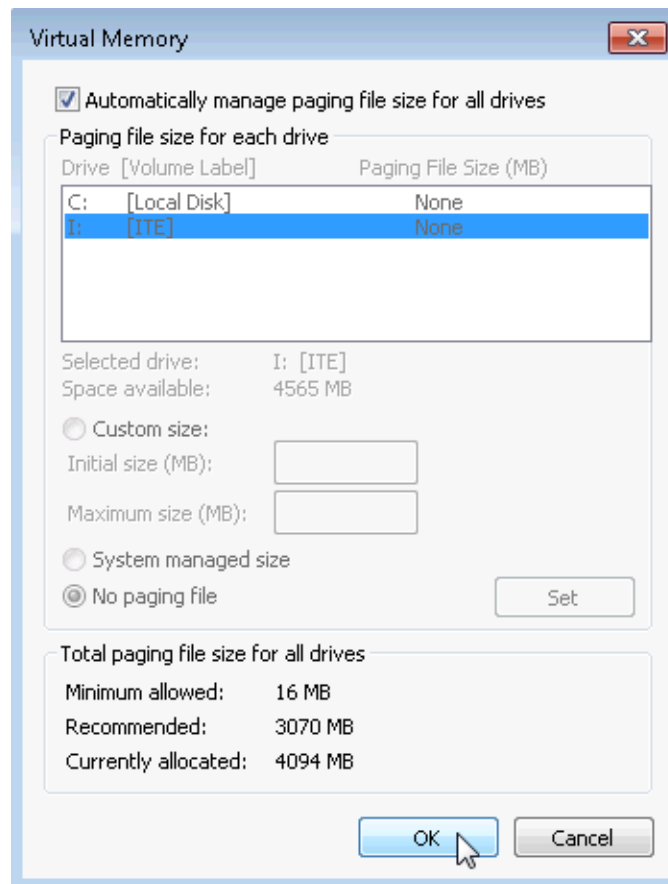 Virtual Memory
Automatically manage paging file size for all drives
Paging file size for each drive
Drive [Volume Label] Paging File Size (MB)
C: [Local Disk] None
I: [ITE] None
Selected drive: I: [ITE]
Space available: 4565 MB
Custom size:
Initial size (MB):
Maximum size (MB):
System managed size
No paging file Set
Total paging file size for all drives
Minimum allowed: 16 MB
Recommended: 3070 MB
Currently allocated: 4094 MB
OK Cancel